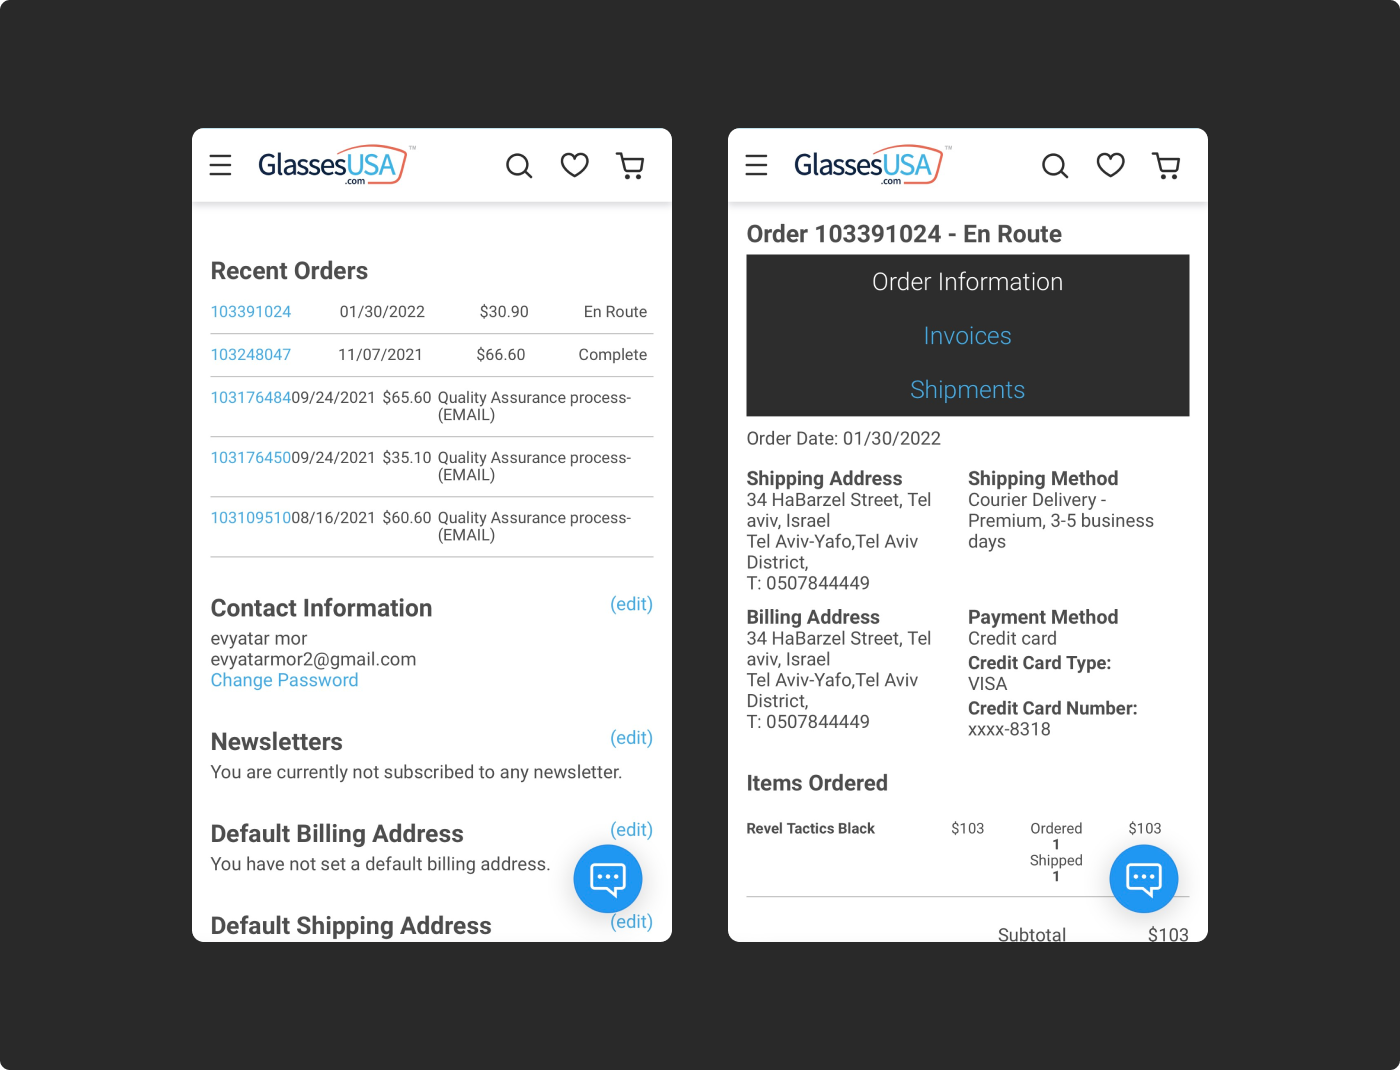 GlassesUSA™
.com
Recent Orders
103391024 01/30/2022 $30.90 En Route
103248047 11/07/2021 $66.60 Complete
103176484 09/24/2021 $65.60 Quality Assurance process-
(EMAIL)
103176450 09/24/2021 $35.10 Quality Assurance process-
(EMAIL)
103109510 08/16/2021 $60.60 Quality Assurance process-
(EMAIL)
Contact Information (edit)
evyatar mor
evyatarmor2@gmail.com
Change Password
Newsletters (edit)
You are currently not subscribed to any newsletter.
Default Billing Address (edit)
You have not set a default billing address.
Default Shipping Address (edit)
GlassesUSA™
.com
Order 103391024 - En Route
Order Information
Invoices
Shipments
Order Date: 01/30/2022
Shipping Address
34 HaBarzel Street, Tel
aviv, Israel
Tel Aviv-Yafo,Tel Aviv
District,
T: 0507844449
Shipping Method
Courier Delivery -
Premium, 3-5 business
days
Billing Address
34 HaBarzel Street, Tel
aviv, Israel
Tel Aviv-Yafo,Tel Aviv
District,
T: 0507844449
Payment Method
Credit card
Credit Card Type:
VISA
Credit Card Number:
xxxx-8318
Items Ordered
Revel Tactics Black $103 Ordered $103
1
Shipped
1
Subtotal $103